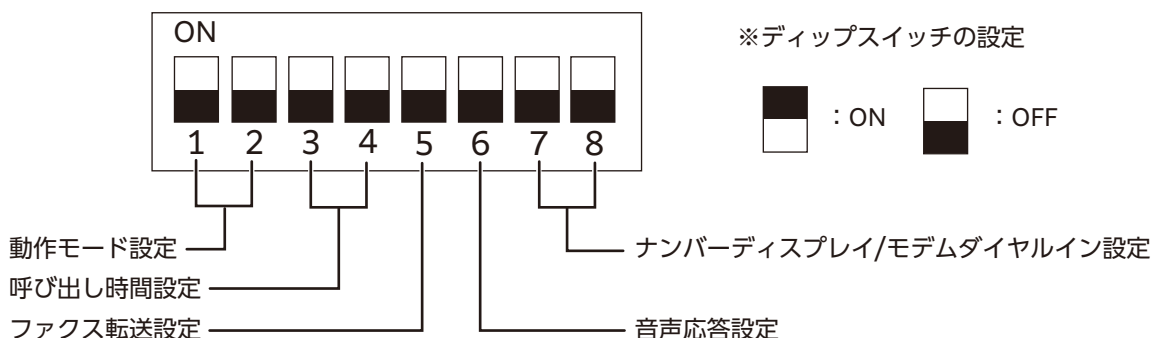 ON
※ディップスイッチの設定
：ON
：OFF
1 2 3 4 5 6 7 8
動作モード設定
ナンバーディスプレイ/モデムダイヤルイン設定
呼び出し時間設定
ファクス転送設定
音声応答設定